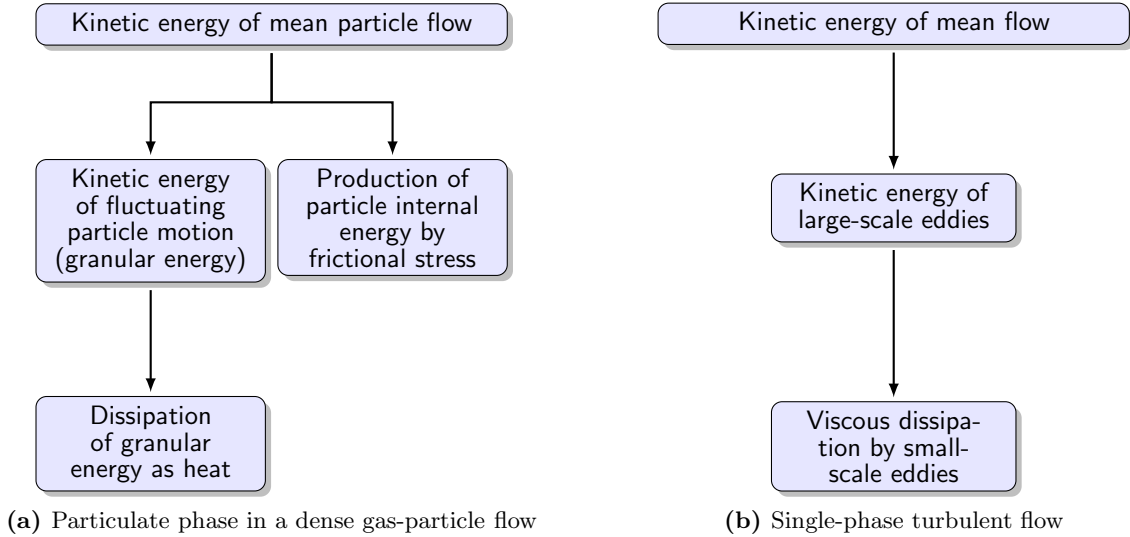 Kinetic energy of mean particle flow
Kinetic energy
of fluctuating
particle motion
(granular energy)
Production of
particle internal
energy by
frictional stress
Dissipation
of granular
energy as heat
(a) Particulate phase in a dense gas-particle flow
Kinetic energy of mean flow
Kinetic energy of
large-scale eddies
Viscous dissipa-
tion by small-
scale eddies
(b) Single-phase turbulent flow